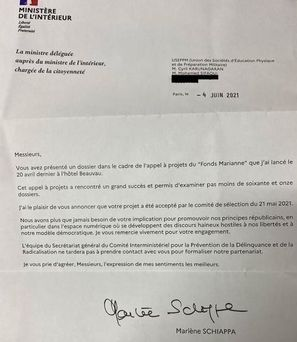 MINISTÈRE
DE L'INTÉRIEUR
Liberté
Égalité
Fraternité
La ministre déléguée
auprès du ministre de l'intérieur,
chargée de la citoyenneté
USEPPM (Union des Sociétés d'Education Physique
et de Préparation Militaire)
M. Cyril KARUNAGARAN
M. Mohamed SIFAOUI
Paris, le - 4 JUIN 2021
Messieurs,
Vous avez présenté un dossier dans le cadre de l'appel à projets du "Fonds Marianne" que j'ai lancé le
20 avril dernier à l'hôtel Beauvau.
Cet appel à projets a rencontré un grand succès et permis d'examiner pas moins de soixante et onze
dossiers.
J'ai le plaisir de vous annoncer que votre projet a été accepté par le comité de sélection du 21 mai 2021.
Nous avons plus que jamais besoin de votre implication pour promouvoir nos principes républicains, en
particulier dans l'espace numérique où se développent des discours haineux hostiles à nos libertés et à
notre modèle démocratique. Je vous remercie vivement pour votre engagement.
L'équipe du Secrétariat général du Comité Interministériel pour la Prévention de la Délinquance et de la
Radicalisation ne tardera pas à prendre contact avec vous pour formaliser notre partenariat.
Je vous prie d'agréer, Messieurs, l'expression de mes sentiments les meilleurs.
Marlène Schiappa
Marlène SCHIAPPA